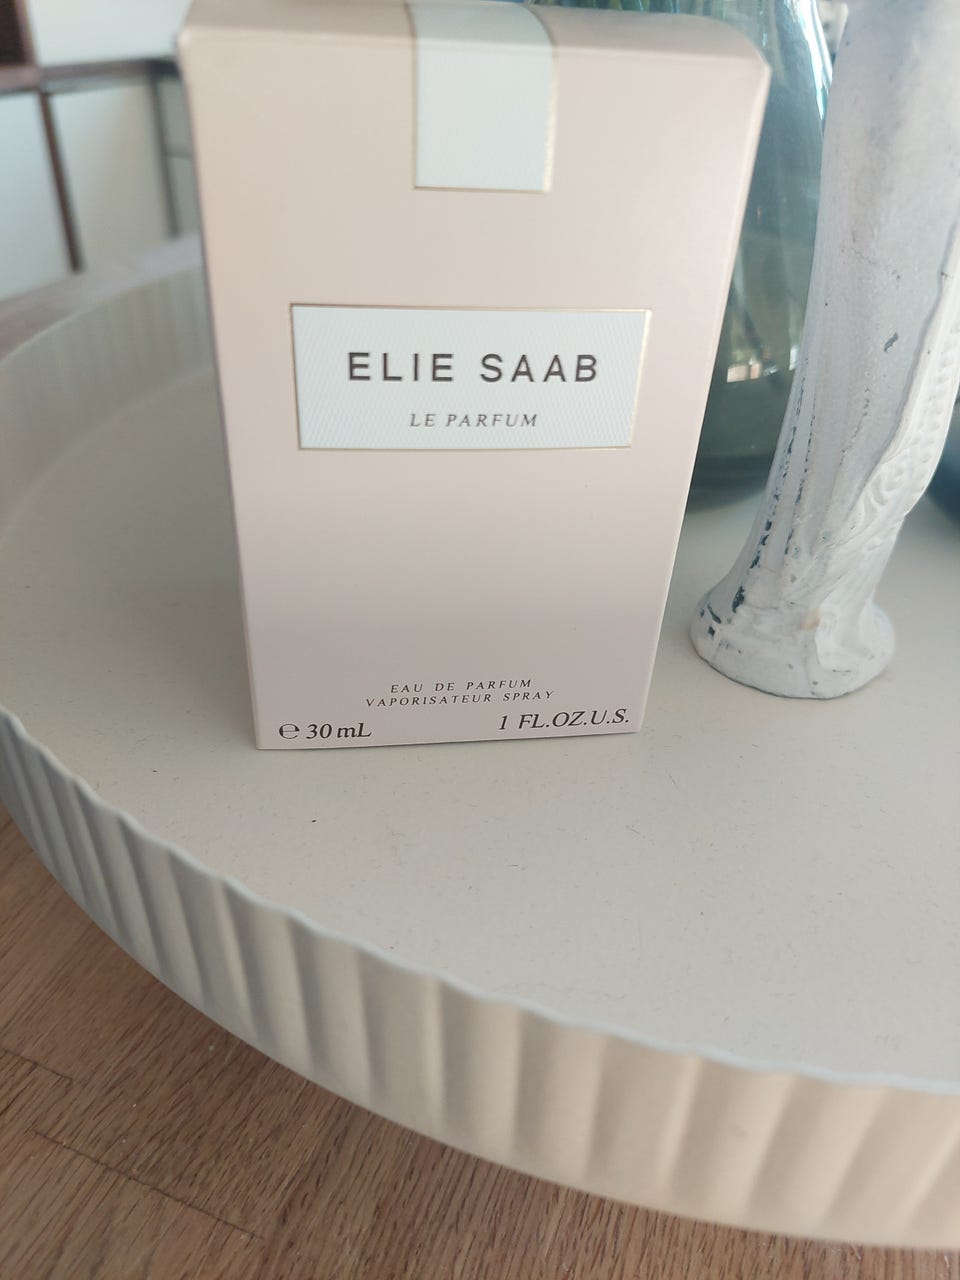 ELIE SAAB
LE PARFUM
EAU DE PARFUM
VAPORISATEUR SPRAY
℮ 30 mL 1 FL.OZ.U.S.